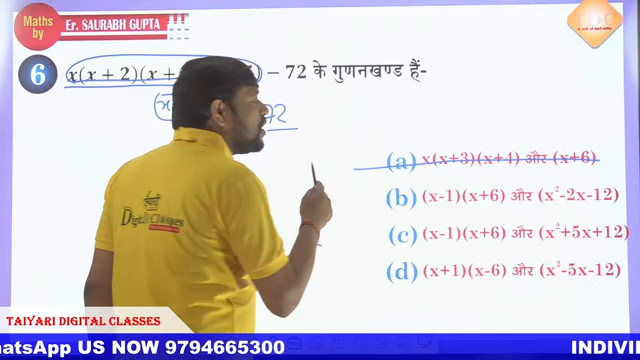 Maths
by
Er. SAURABH GUPTA
6
x(x + 2)(x + − 72 के गुणनखण्ड हैं-
72
(a) x(x+3)(x+4) और (x+6)
(b) (x-1)(x+6) और (x²-2x-12)
(c) (x-1)(x+6) और (x²+5x+12)
(d) (x+1)(x-6) और (x²-5x-12)
Digital Classes
TAIYARI DIGITAL CLASSES
hatsApp US NOW 9794665300 INDIVI